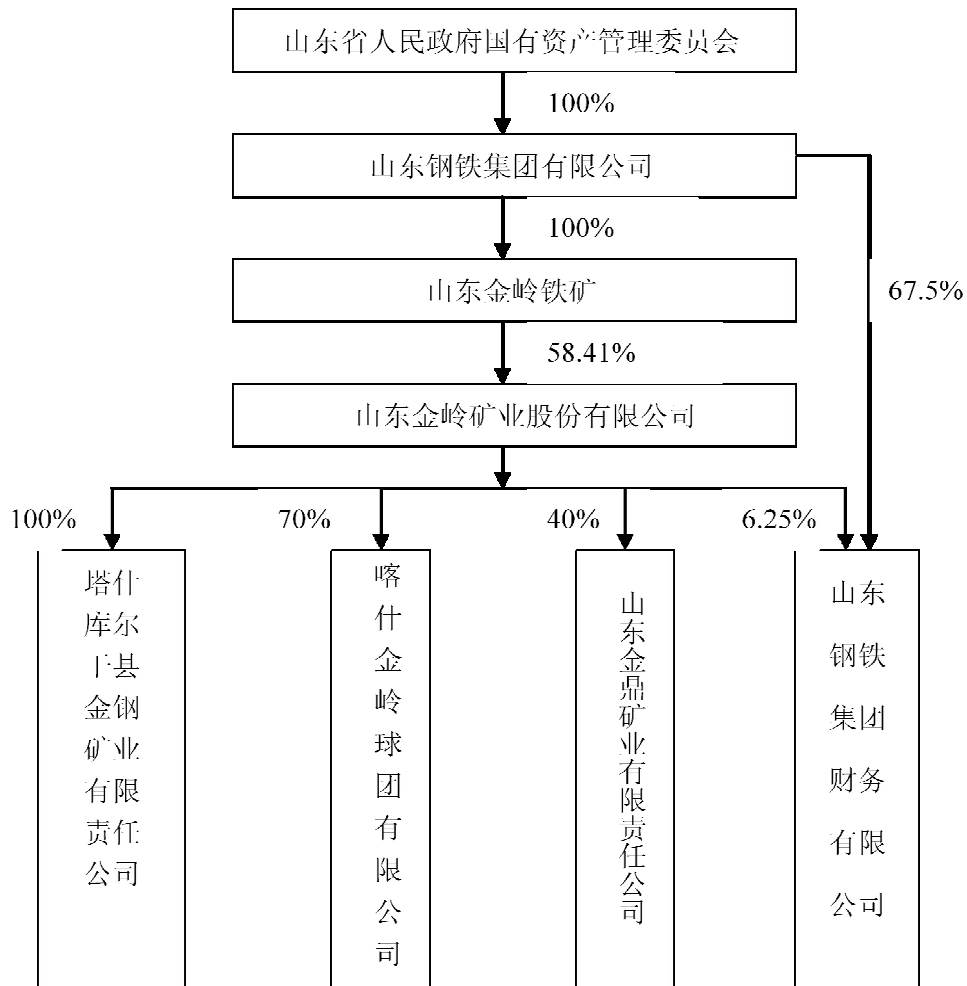 山东省人民政府国有资产管理委员会
100%
山东钢铁集团有限公司
100%
67.5%
山东金岭铁矿
58.41%
山东金岭矿业股份有限公司
100%
70%
40%
6.25%
塔什
库尔
干县
金钢
矿业
有限
责任
公司
喀什金岭球团有限公司
山东金鼎矿业有限责任公司
山东
钢铁
集团
财务
有限
公司